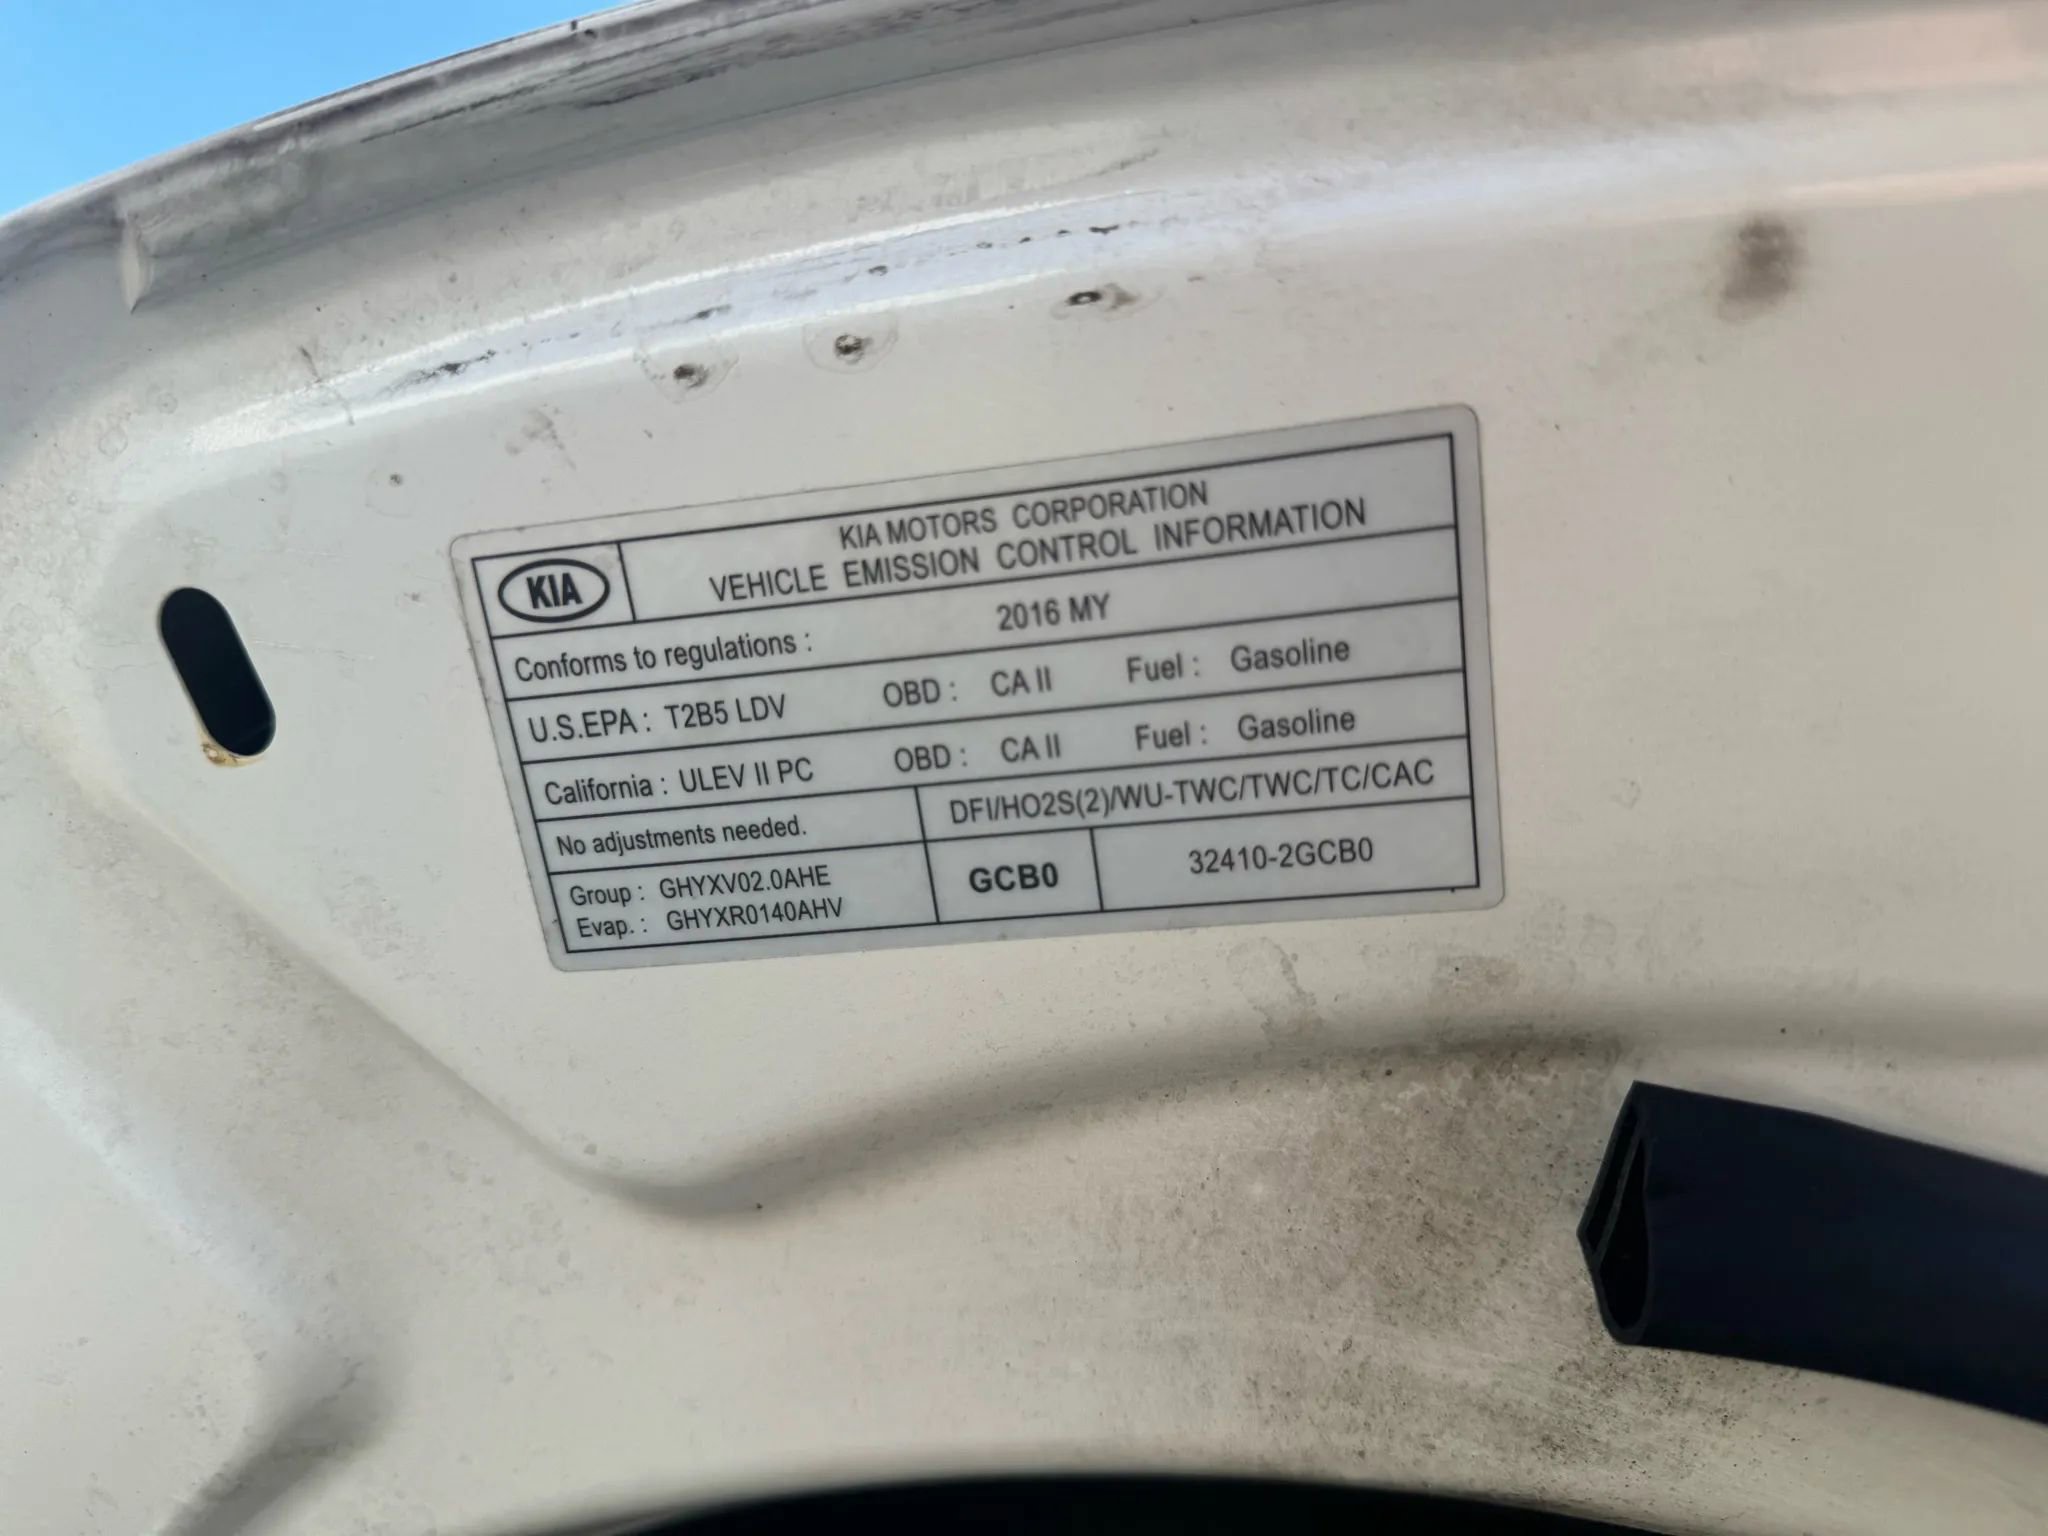 KIA MOTORS CORPORATION
KIA VEHICLE EMISSION CONTROL INFORMATION
Conforms to regulations : 2016 MY
U.S.EPA : T2B5 LDV OBD : CA II Fuel : Gasoline
California : ULEV II PC OBD : CA II Fuel : Gasoline
No adjustments needed. DFI/HO2S(2)/WU-TWC/TWC/TC/CAC
Group : GHYXV02.0AHE
Evap. : GHYXR0140AHV
GCB0 32410-2GCB0